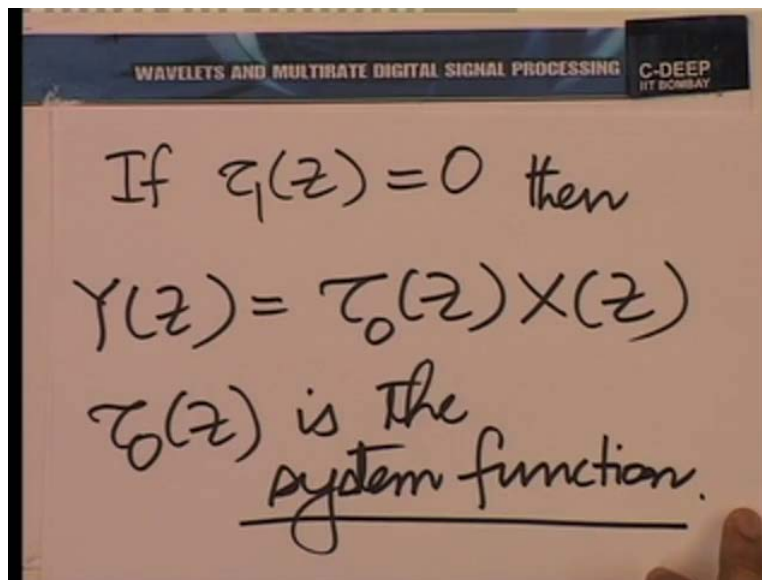 WAVELETS AND MULTIRATE DIGITAL SIGNAL PROCESSING
C-DEEP
IIT BOMBAY
If τ₁(z) = 0 then
Y(z) = τ₀(z)X(z)
τ₀(z) is the
system function.